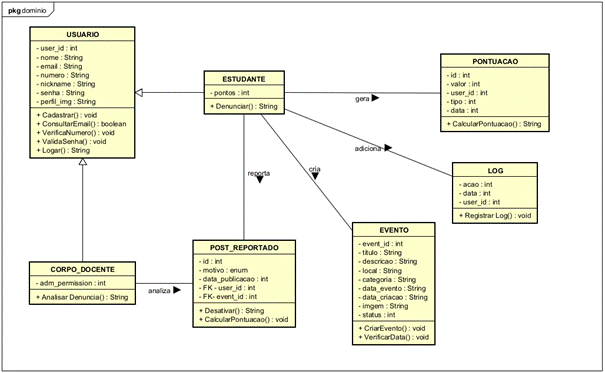 pkg dominio
USUARIO
- user_id : int
- nome : String
- email : String
- numero : String
- nickname : String
- senha : String
- perfil_img : String
+ Cadastrar() : void
+ ConsultarEmail() : boolean
+ VerificaNumero() : void
+ ValidaSenha() : void
+ Logar() : String
ESTUDANTE
- pontos : int
+ Denunciar() : String
PONTUACAO
- id : int
- valor : int
- user_id : int
- tipo : int
- data : int
+ CalcularPontuacao() : String
gera
adiciona
LOG
- acao : int
- data : int
- user_id : int
+ Registrar Log() : void
reporta
cria
CORPO_DOCENTE
- adm_permission : int
+ Analisar Denuncia() : String
analiza
POST_REPORTADO
- id : int
- motivo : enum
- data_publicacao : int
- FK - user_id : int
- FK- event_id : int
+ Desativar() : String
+ CalcularPontuacao() : void
EVENTO
- event_id : int
- titulo : String
- descricao : String
- local : String
- categoria : String
- data_evento : String
- data_criacao : String
- imgem : String
- status : int
+ CriarEvento() : void
+ VerificarData() : void